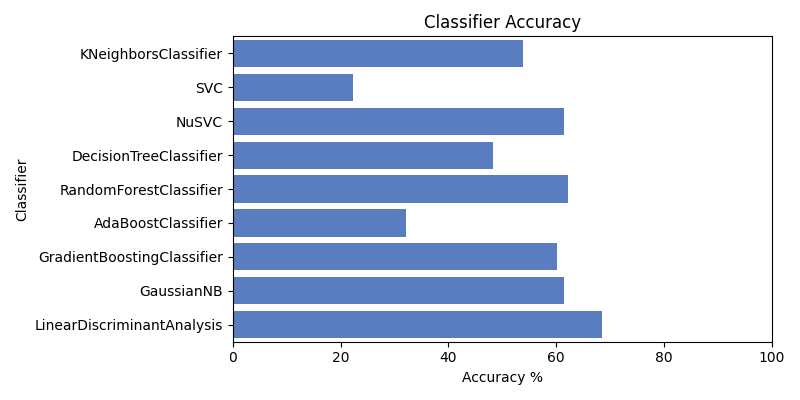 Classifier Accuracy
KNeighborsClassifier
SVC
NuSVC
DecisionTreeClassifier
RandomForestClassifier
AdaBoostClassifier
GradientBoostingClassifier
GaussianNB
LinearDiscriminantAnalysis
Classifier
0 20 40 60 80 100
Accuracy %